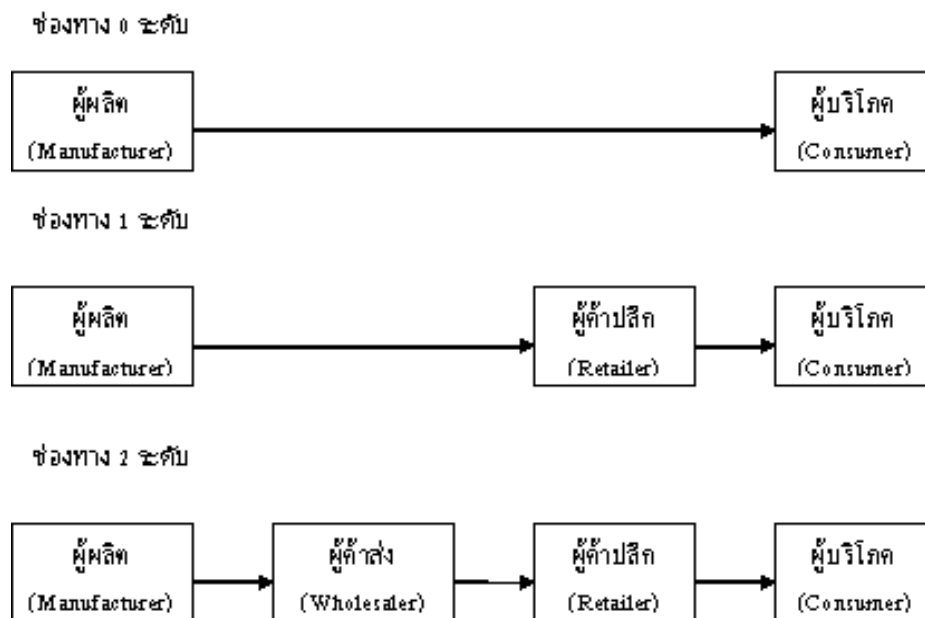 ช่องทาง 0 ระดับ
ผู้ผลิต
(Manufacturer)
ผู้บริโภค
(Consumer)
ช่องทาง 1 ระดับ
ผู้ผลิต
(Manufacturer)
ผู้ค้าปลีก
(Retailer)
ผู้บริโภค
(Consumer)
ช่องทาง 2 ระดับ
ผู้ผลิต
(Manufacturer)
ผู้ค้าส่ง
(Wholesaler)
ผู้ค้าปลีก
(Retailer)
ผู้บริโภค
(Consumer)